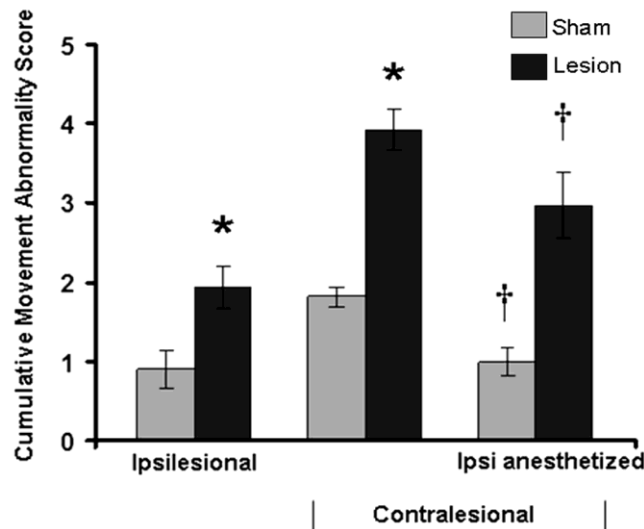 Cumulative Movement Abnormality Score
5
4
3
2
1
0
Sham
Lesion
*
*
†
†
Ipsilesional
Ipsi anesthetized
Contralesional